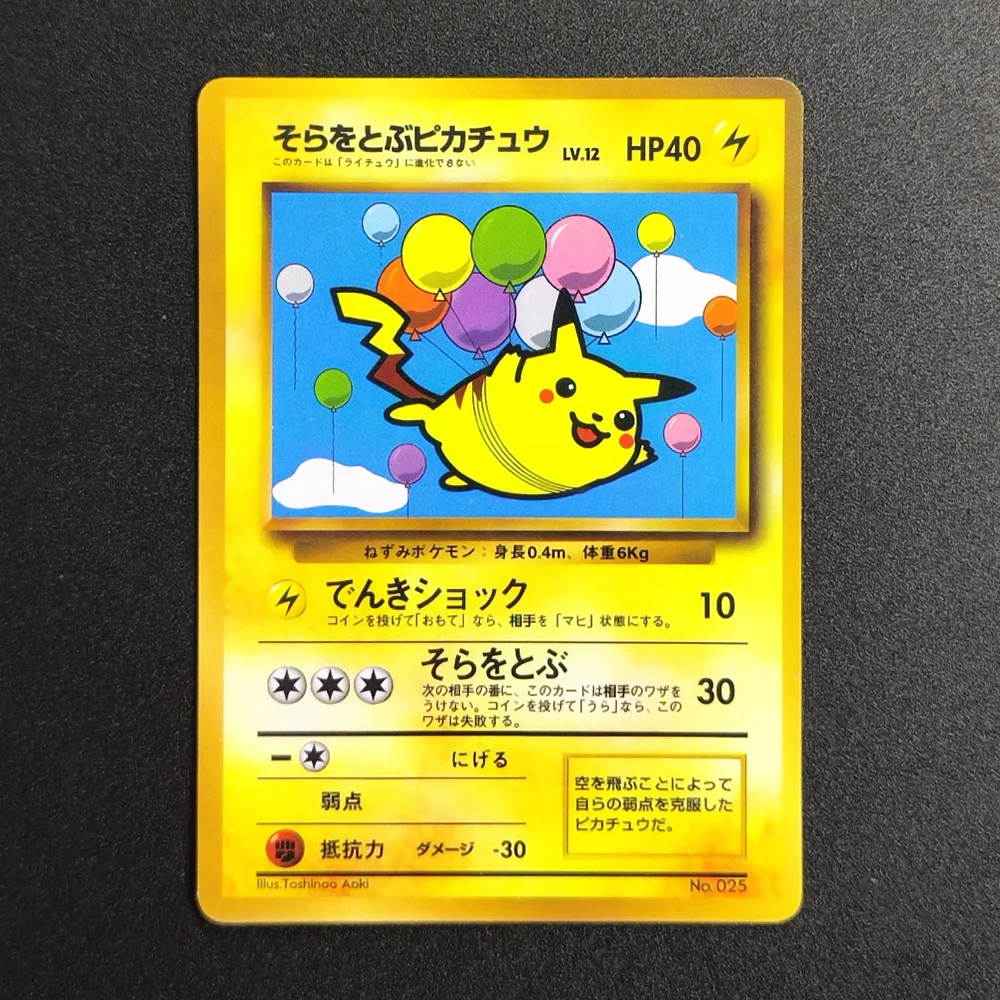 そらをとぶピカチュウ LV.12 HP40
このカードは「ライチュウ」に進化できない
ねずみポケモン：身長0.4m、体重6Kg
でんきショック 10
コインを投げて「おもて」なら、相手を「マヒ」状態にする。
そらをとぶ 30
次の相手の番に、このカードは相手のワザを
うけない。コインを投げて「うら」なら、この
ワザは失敗する。
にげる
弱点
抵抗力 ダメージ -30
空を飛ぶことによって
自らの弱点を克服した
ピカチュウだ。
Illus.Toshinao Aoki No. 025